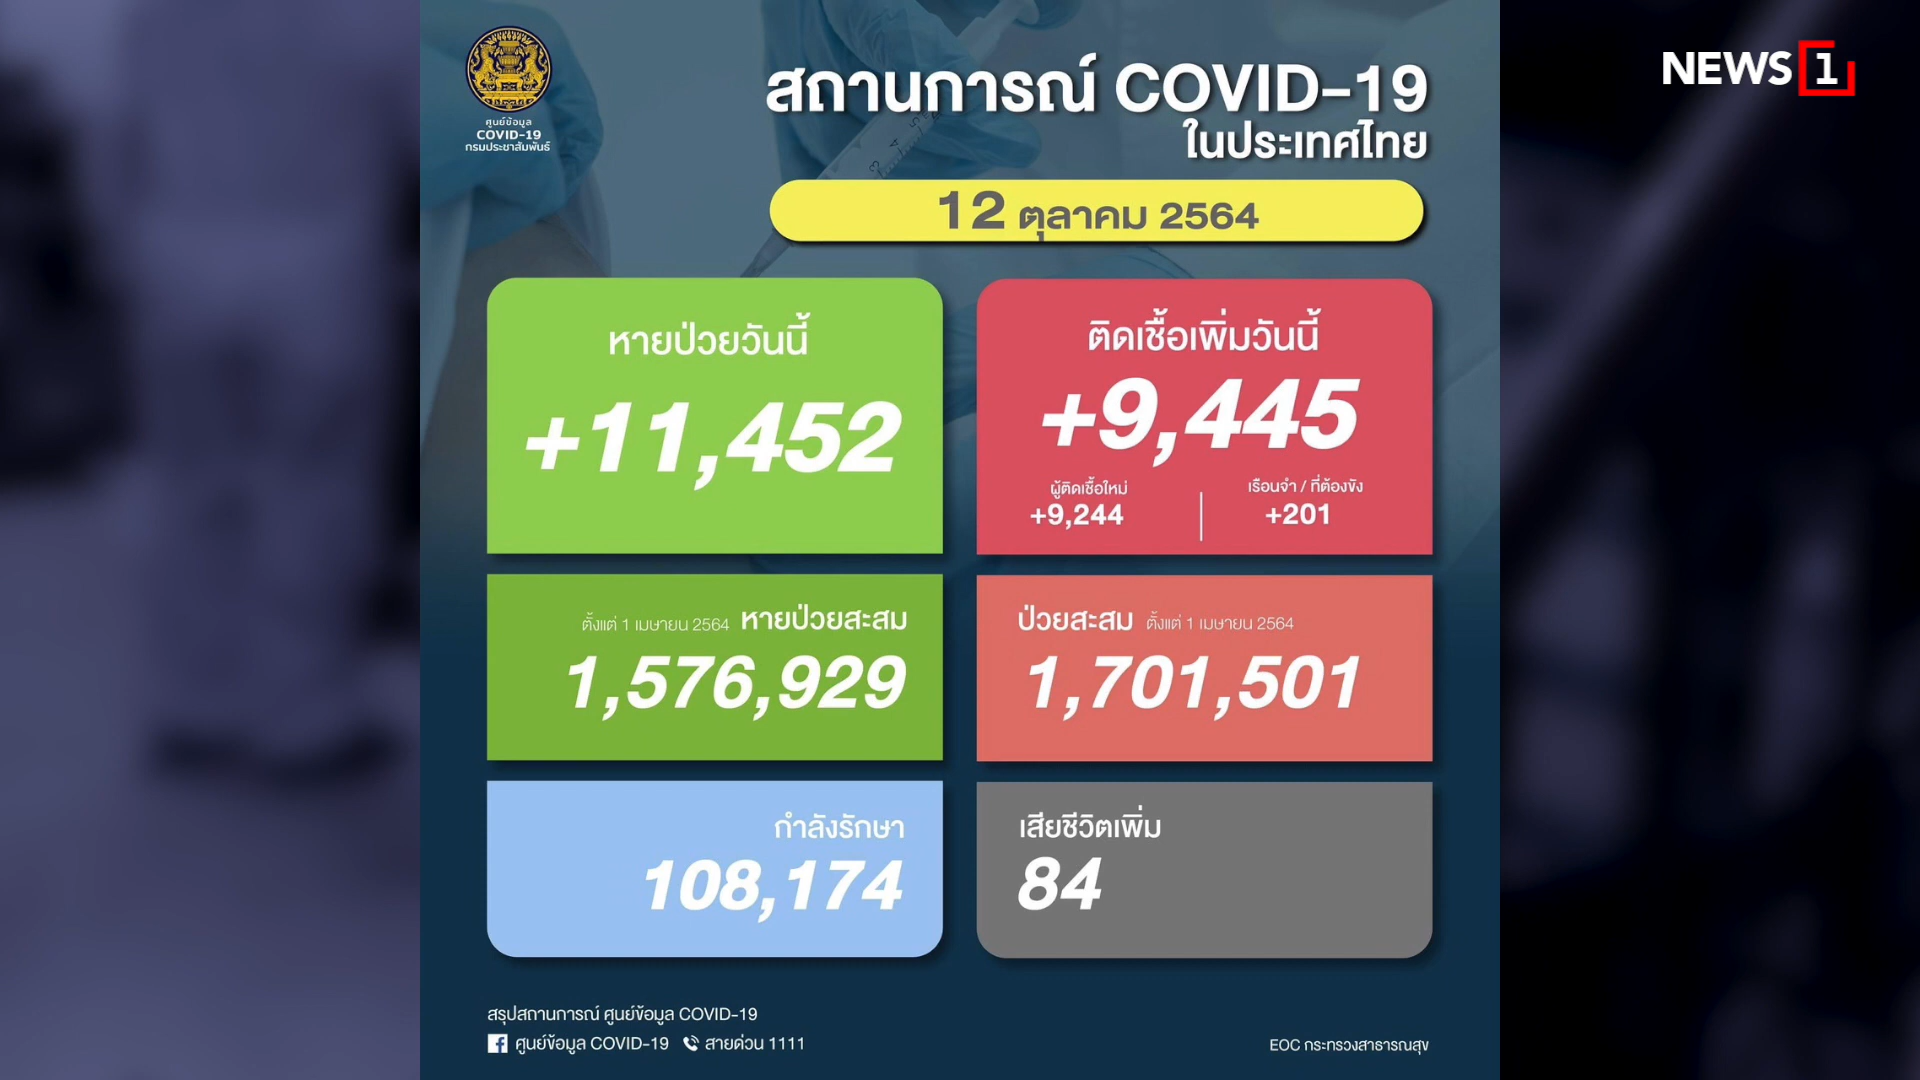 ศูนย์ข้อมูล
COVID-19
กรมประชาสัมพันธ์
NEWS 1
สถานการณ์ COVID-19
ในประเทศไทย
12 ตุลาคม 2564
หายป่วยวันนี้
+11,452
ติดเชื้อเพิ่มวันนี้
+9,445
ผู้ติดเชื้อใหม่
+9,244
เรือนจำ / ที่ต้องขัง
+201
ตั้งแต่ 1 เมษายน 2564 หายป่วยสะสม
1,576,929
ป่วยสะสม ตั้งแต่ 1 เมษายน 2564
1,701,501
กำลังรักษา
108,174
เสียชีวิตเพิ่ม
84
สรุปสถานการณ์ ศูนย์ข้อมูล COVID-19
ศูนย์ข้อมูล COVID-19 สายด่วน 1111
EOC กระทรวงสาธารณสุข